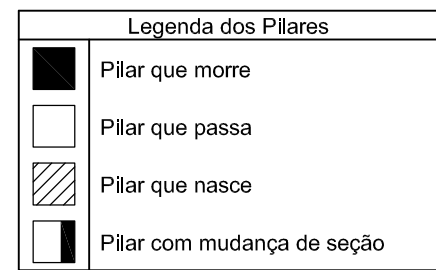 Legenda dos Pilares
Pilar que morre
Pilar que passa
Pilar que nasce
Pilar com mudança de seção